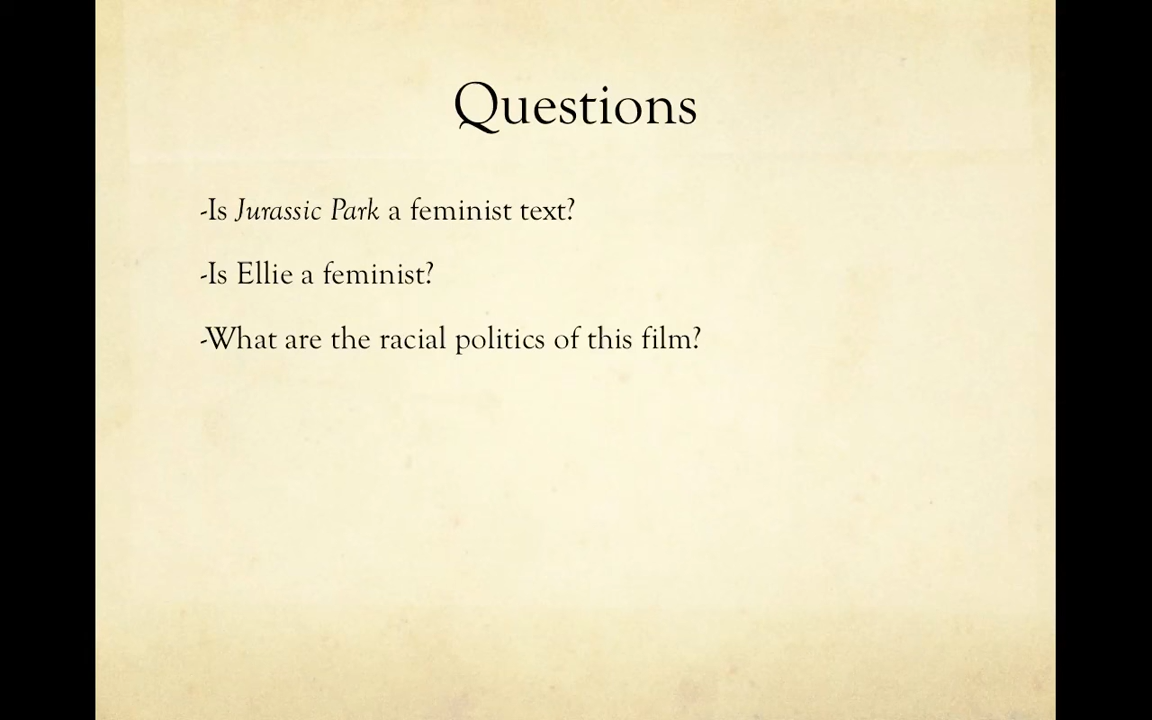 Questions
-Is Jurassic Park a feminist text?
-Is Ellie a feminist?
-What are the racial politics of this film?